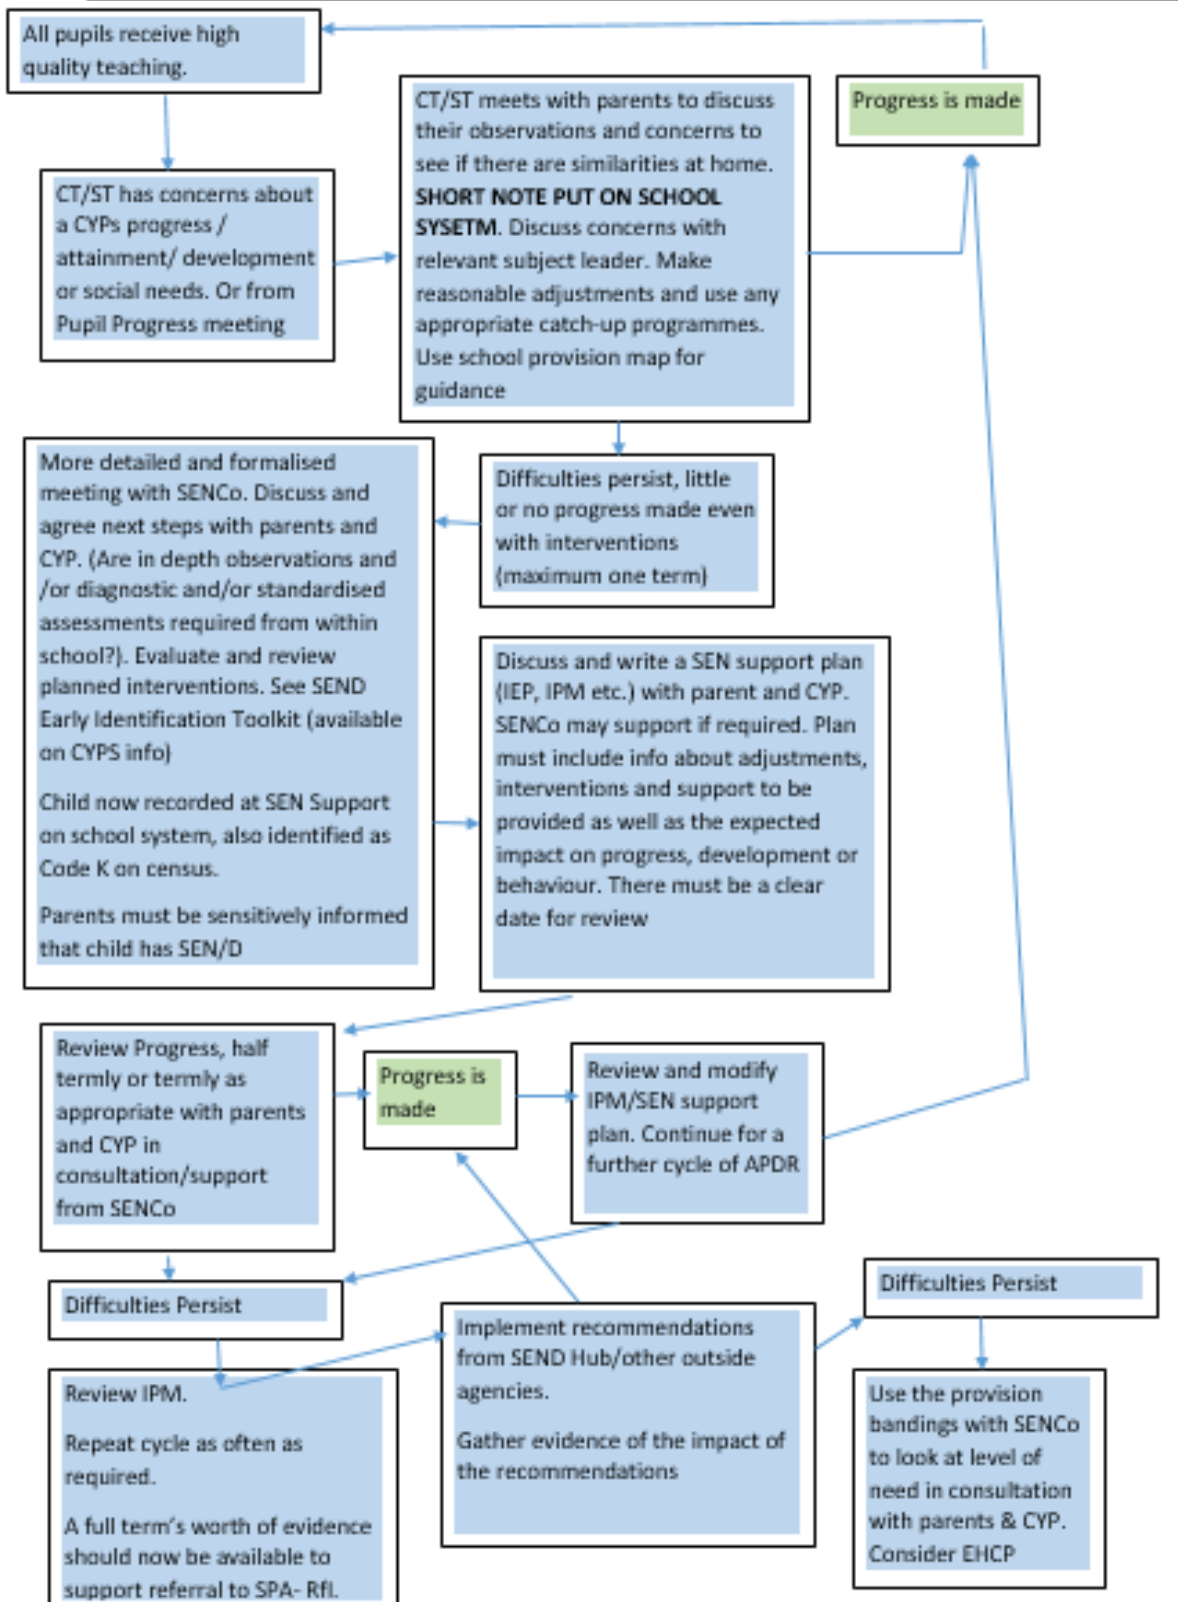 All pupils receive high
quality teaching.
Progress is made
CT/ST meets with parents to discuss
their observations and concerns to
see if there are similarities at home.
SHORT NOTE PUT ON SCHOOL
SYSETM. Discuss concerns with
relevant subject leader. Make
reasonable adjustments and use any
appropriate catch-up programmes.
Use school provision map for
guidance
CT/ST has concerns about
a CYPs progress /
attainment/ development
or social needs. Or from
Pupil Progress meeting
Difficulties persist, little
or no progress made even
with interventions
(maximum one term)
More detailed and formalised
meeting with SENCo. Discuss and
agree next steps with parents and
CYP. (Are in depth observations and
/or diagnostic and/or standardised
assessments required from within
school?). Evaluate and review
planned interventions. See SEND
Early Identification Toolkit (available
on CYPS info)
Child now recorded at SEN Support
on school system, also identified as
Code K on census.
Parents must be sensitively informed
that child has SEN/D
Discuss and write a SEN support plan
(IEP, IPM etc.) with parent and CYP.
SENCo may support if required. Plan
must include info about adjustments,
interventions and support to be
provided as well as the expected
impact on progress, development or
behaviour. There must be a clear
date for review
Review Progress, half
termly or termly as
appropriate with parents
and CYP in
consultation/support
from SENCo
Progress is
made
Review and modify
IPM/SEN support
plan. Continue for a
further cycle of APDR
Difficulties Persist
Review IPM.
Repeat cycle as often as
required.
A full term's worth of evidence
should now be available to
support referral to SPA- RfI.
Implement recommendations
from SEND Hub/other outside
agencies.
Gather evidence of the impact of
the recommendations
Difficulties Persist
Use the provision
bandings with SENCo
to look at level of
need in consultation
with parents & CYP.
Consider EHCP